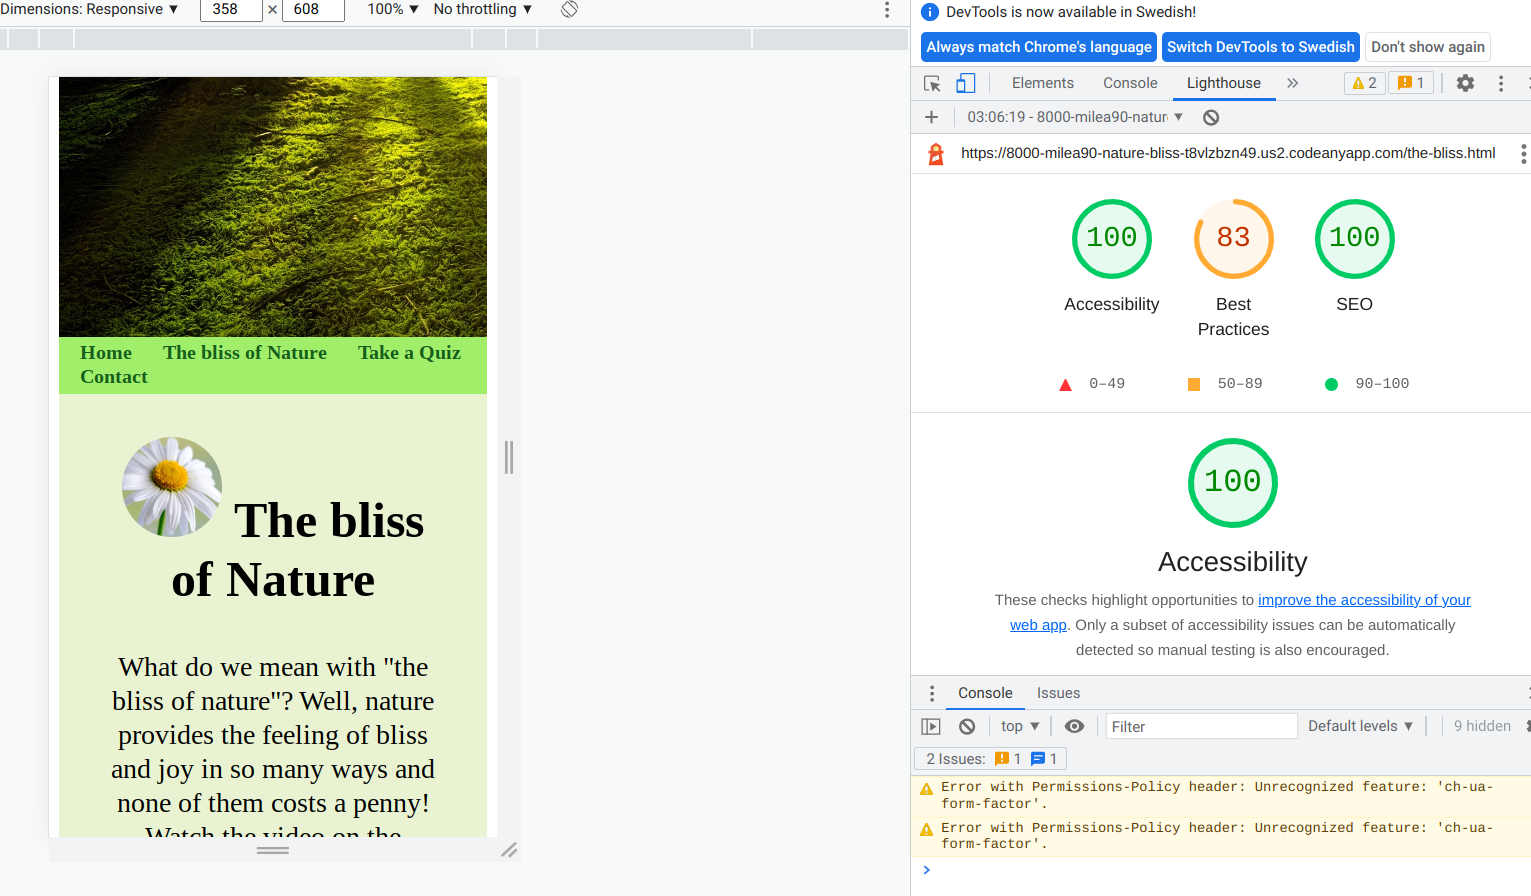 Dimensions: Responsive ▼ 358 × 608 100% ▼ No throttling ▼
Home The bliss of Nature Take a Quiz
Contact
The bliss
of Nature
What do we mean with "the
bliss of nature"? Well, nature
provides the feeling of bliss
and joy in so many ways and
none of them costs a penny!
Watch the video on the
DevTools is now available in Swedish!
Always match Chrome's language Switch DevTools to Swedish Don't show again
Elements Console Lighthouse » 2 1
+ 03:06:19 - 8000-milea90-natur ▼
https://8000-milea90-nature-bliss-t8vlzbzn49.us2.codeanyapp.com/the-bliss.html
100 83 100
Accessibility Best SEO
Practices
0–49 50–89 90–100
100
Accessibility
These checks highlight opportunities to improve the accessibility of your
web app. Only a subset of accessibility issues can be automatically
detected so manual testing is also encouraged.
Console Issues
top ▼ Filter Default levels ▼ 9 hidden
2 Issues: 1 1
Error with Permissions-Policy header: Unrecognized feature: 'ch-ua-
form-factor'.
Error with Permissions-Policy header: Unrecognized feature: 'ch-ua-
form-factor'.